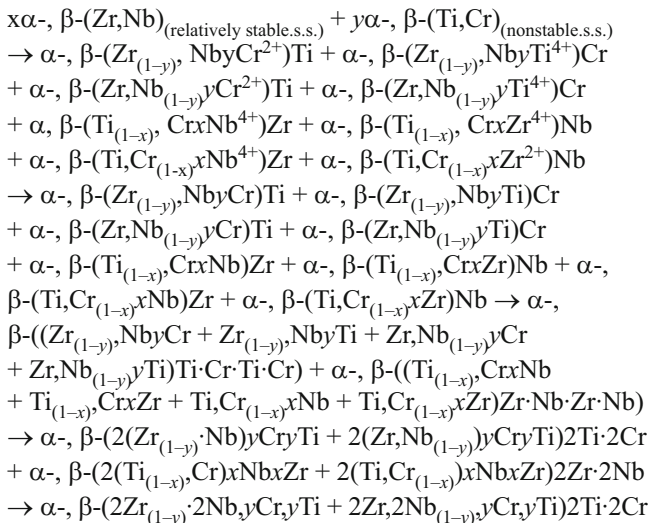 xα-, β-(Zr,Nb)(relatively stable.s.s.) + yα-, β-(Ti,Cr)(nonstable.s.s.)
→ α-, β-(Zr(1–y), NbyCr2+)Ti + α-, β-(Zr(1–y),NbyTi4+)Cr
+ α-, β-(Zr,Nb(1–y)yCr2+)Ti + α-, β-(Zr,Nb(1–y)yTi4+)Cr
+ α, β-(Ti(1–x), CrxNb4+)Zr + α-, β-(Ti(1–x), CrxZr4+)Nb
+ α-, β-(Ti,Cr(1-x)xNb4+)Zr + α-, β-(Ti,Cr(1–x)xZr2+)Nb
→ α-, β-(Zr(1–y),NbyCr)Ti + α-, β-(Zr(1–y),NbyTi)Cr
+ α-, β-(Zr,Nb(1–y)yCr)Ti + α-, β-(Zr,Nb(1–y)yTi)Cr
+ α-, β-(Ti(1–x),CrxNb)Zr + α-, β-(Ti(1–x),CrxZr)Nb + α-,
β-(Ti,Cr(1–x)xNb)Zr + α-, β-(Ti,Cr(1–x)xZr)Nb → α-,
β-((Zr(1–y),NbyCr + Zr(1–y),NbyTi + Zr,Nb(1–y)yCr
+ Zr,Nb(1–y)yTi)Ti·Cr·Ti·Cr) + α-, β-((Ti(1–x),CrxNb
+ Ti(1–x),CrxZr + Ti,Cr(1–x)xNb + Ti,Cr(1–x)xZr)Zr·Nb·Zr·Nb)
→ α-, β-(2(Zr(1–y)·Nb)yCryTi + 2(Zr,Nb(1–y))yCryTi)2Ti·2Cr
+ α-, β-(2(Ti(1–x),Cr)xNbxZr + 2(Ti,Cr(1–x))xNbxZr)2Zr·2Nb
→ α-, β-(2Zr(1–y)·2Nb,yCr,yTi + 2Zr,2Nb(1–y),yCr,yTi)2Ti·2Cr